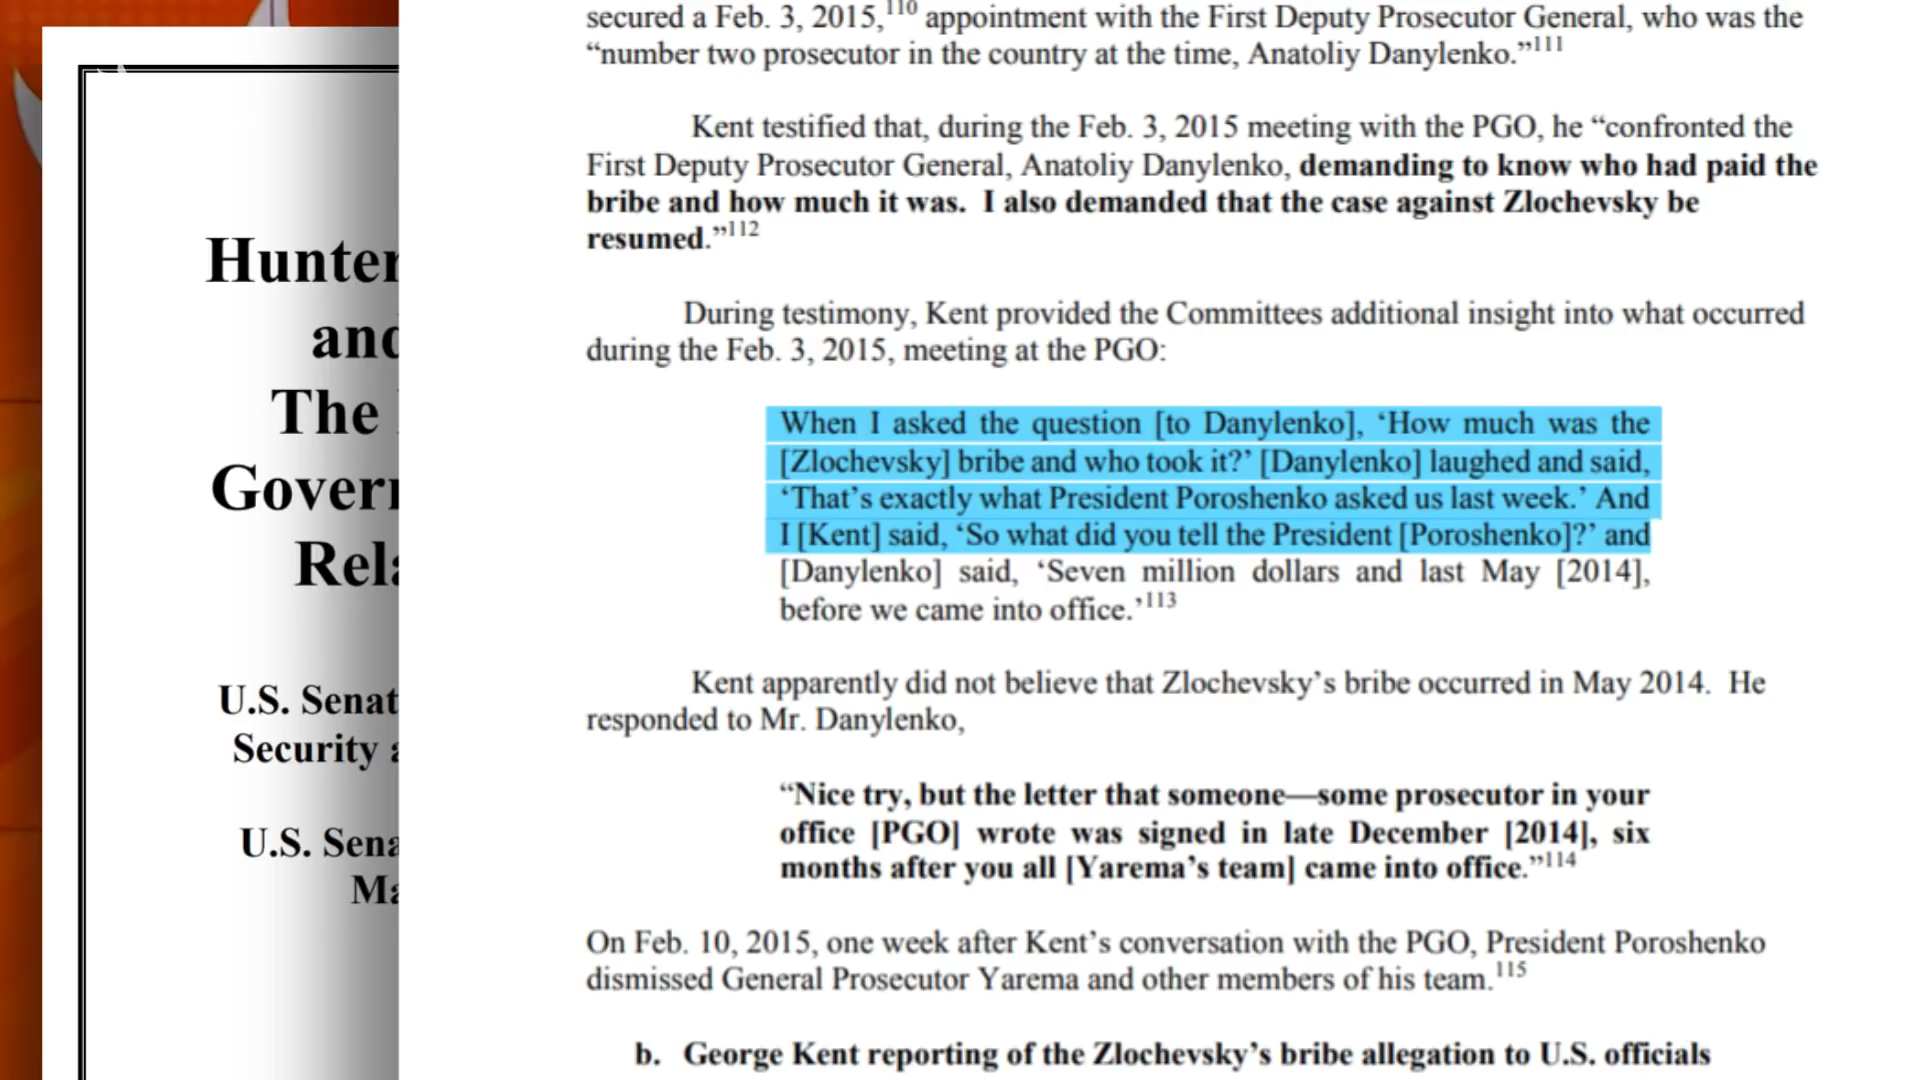 Hunter
and
The
Govern
Rela
U.S. Senat
Security a
U.S. Sena
Ma
secured a Feb. 3, 2015,110 appointment with the First Deputy Prosecutor General, who was the
“number two prosecutor in the country at the time, Anatoliy Danylenko.”111
Kent testified that, during the Feb. 3, 2015 meeting with the PGO, he “confronted the
First Deputy Prosecutor General, Anatoliy Danylenko, demanding to know who had paid the
bribe and how much it was. I also demanded that the case against Zlochevsky be
resumed.”112
During testimony, Kent provided the Committees additional insight into what occurred
during the Feb. 3, 2015, meeting at the PGO:
When I asked the question [to Danylenko], ‘How much was the
[Zlochevsky] bribe and who took it?’ [Danylenko] laughed and said,
‘That’s exactly what President Poroshenko asked us last week.’ And
I [Kent] said, ‘So what did you tell the President [Poroshenko]?’ and
[Danylenko] said, ‘Seven million dollars and last May [2014],
before we came into office.’113
Kent apparently did not believe that Zlochevsky’s bribe occurred in May 2014. He
responded to Mr. Danylenko,
“Nice try, but the letter that someone—some prosecutor in your
office [PGO] wrote was signed in late December [2014], six
months after you all [Yarema’s team] came into office.”114
On Feb. 10, 2015, one week after Kent’s conversation with the PGO, President Poroshenko
dismissed General Prosecutor Yarema and other members of his team.115
b. George Kent reporting of the Zlochevsky’s bribe allegation to U.S. officials